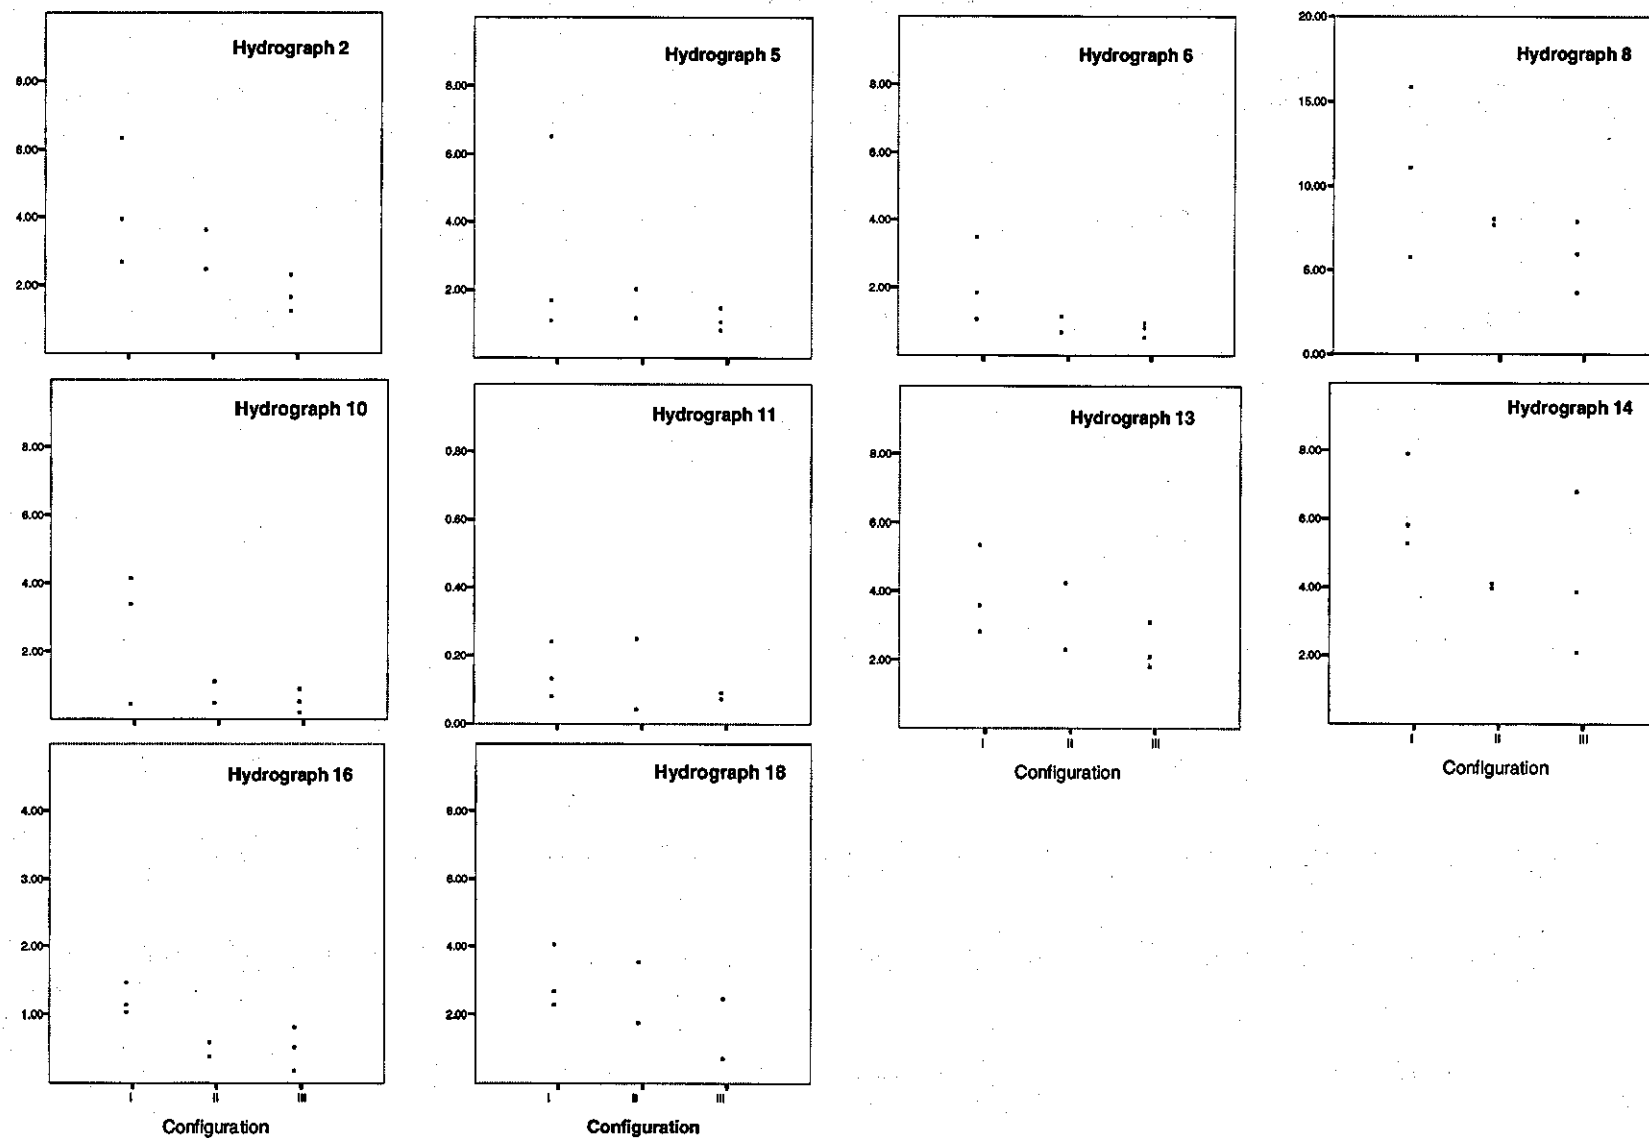 Hydrograph 2
8.00
6.00
4.00
2.00
Hydrograph 5
8.00
6.00
4.00
2.00
Hydrograph 6
8.00
6.00
4.00
2.00
Hydrograph 8
20.00
15.00
10.00
5.00
0.00
Hydrograph 10
8.00
6.00
4.00
2.00
Hydrograph 11
0.80
0.60
0.40
0.20
0.00
Hydrograph 13
8.00
6.00
4.00
2.00
I II III
Configuration
Hydrograph 14
8.00
6.00
4.00
2.00
I II III
Configuration
Hydrograph 16
4.00
3.00
2.00
1.00
I II III
Configuration
Hydrograph 18
8.00
6.00
4.00
2.00
I II III
Configuration